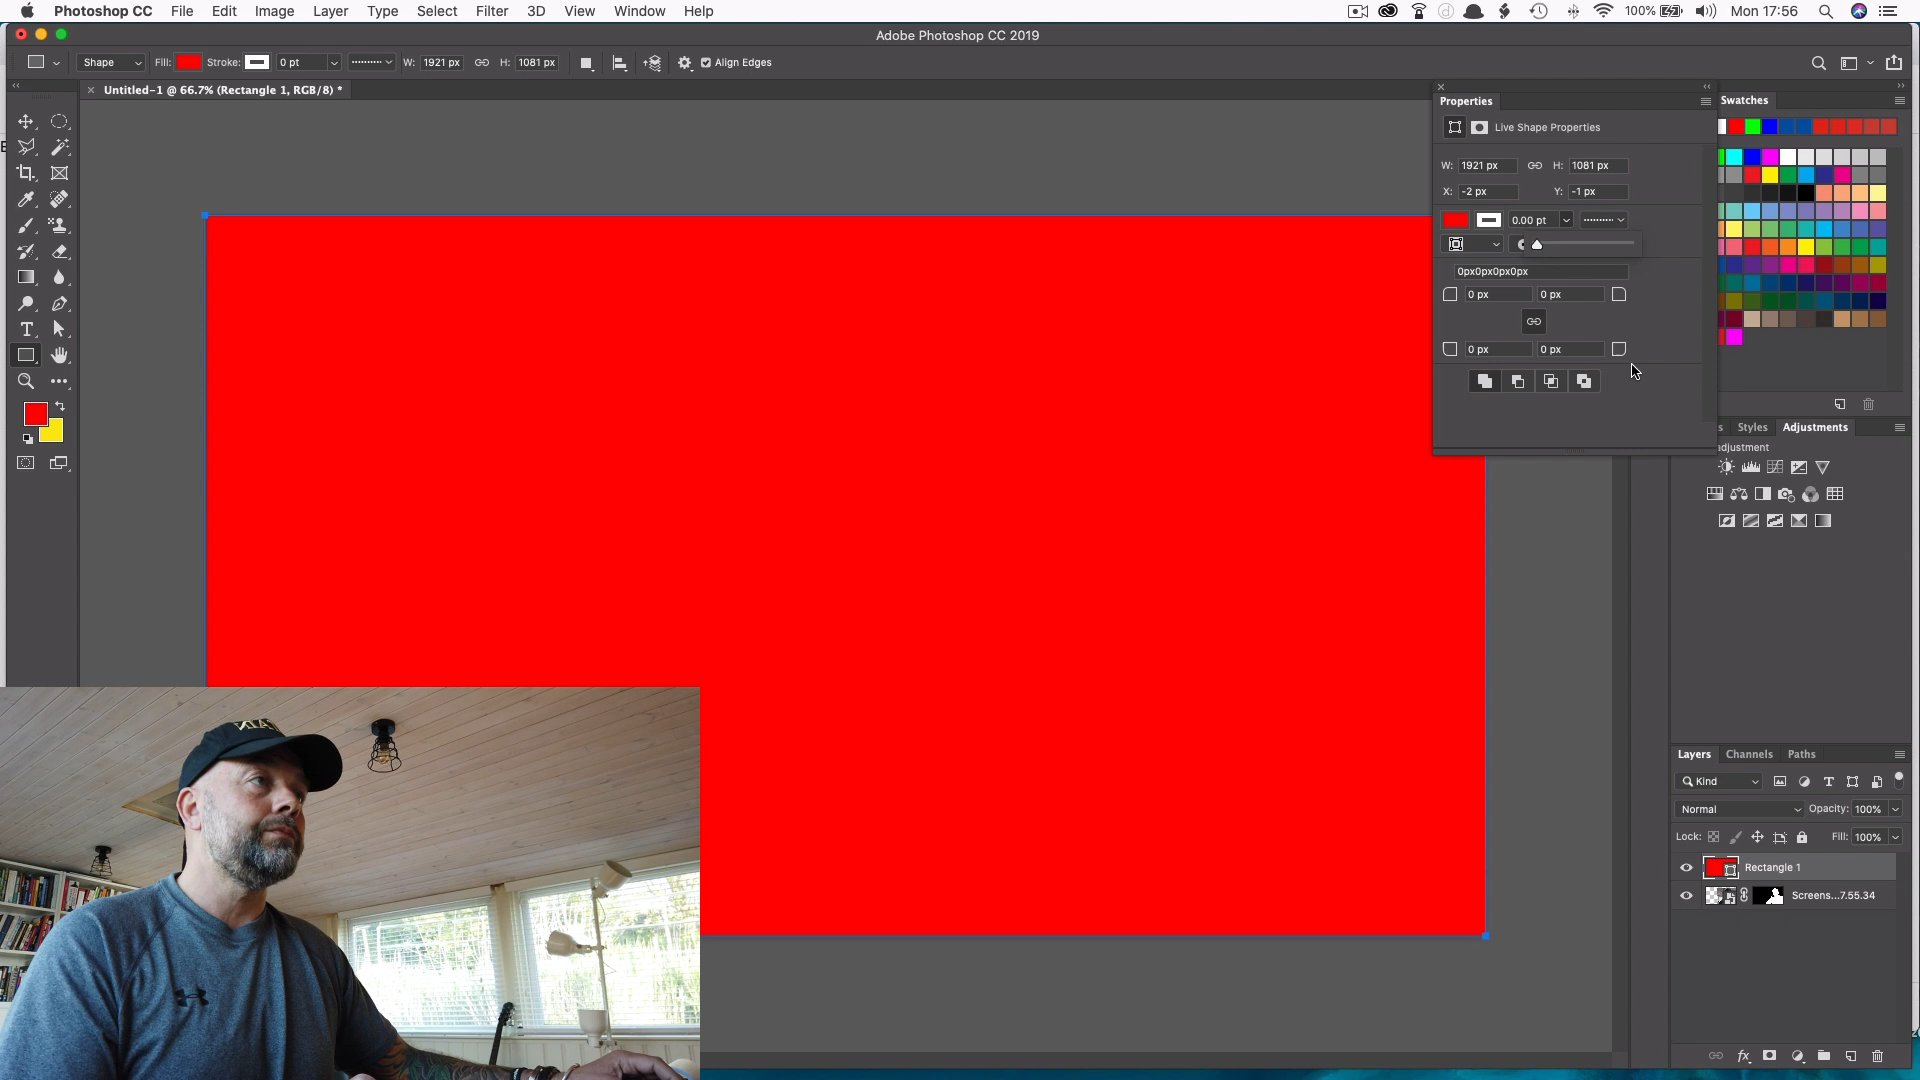 Photoshop CC File Edit Image Layer Type Select Filter 3D View Window Help 100% Mon 17:56
Adobe Photoshop CC 2019
Shape Fill: Stroke: 0 pt W: 1921 px H: 1081 px Align Edges
Untitled-1 @ 66.7% (Rectangle 1, RGB/8) *
Properties
Swatches
Live Shape Properties
W: 1921 px H: 1081 px
X: -2 px Y: -1 px
0.00 pt
0px0px0px0px
0 px 0 px
0 px 0 px
s Styles Adjustments
adjustment
Layers Channels Paths
Kind
Normal Opacity: 100%
Lock: Fill: 100%
Rectangle 1
Screens...7.55.34
fx